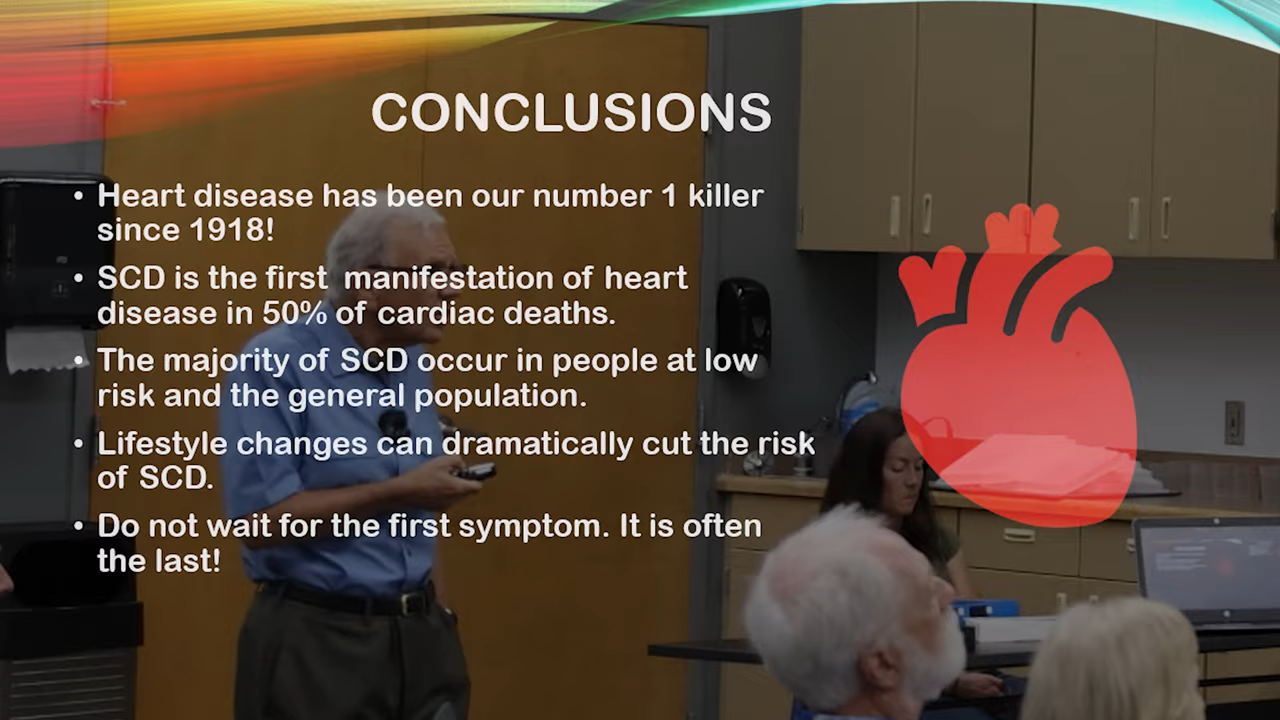 CONCLUSIONS
• Heart disease has been our number 1 killer
since 1918!
• SCD is the first manifestation of heart
disease in 50% of cardiac deaths.
• The majority of SCD occur in people at low
risk and the general population.
• Lifestyle changes can dramatically cut the risk
of SCD.
• Do not wait for the first symptom. It is often
the last!